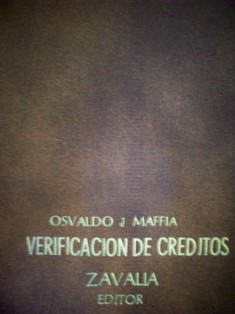 OSVALDO J MAFFIA
VERIFICACION DE CREDITOS
ZAVALIA
EDITOR